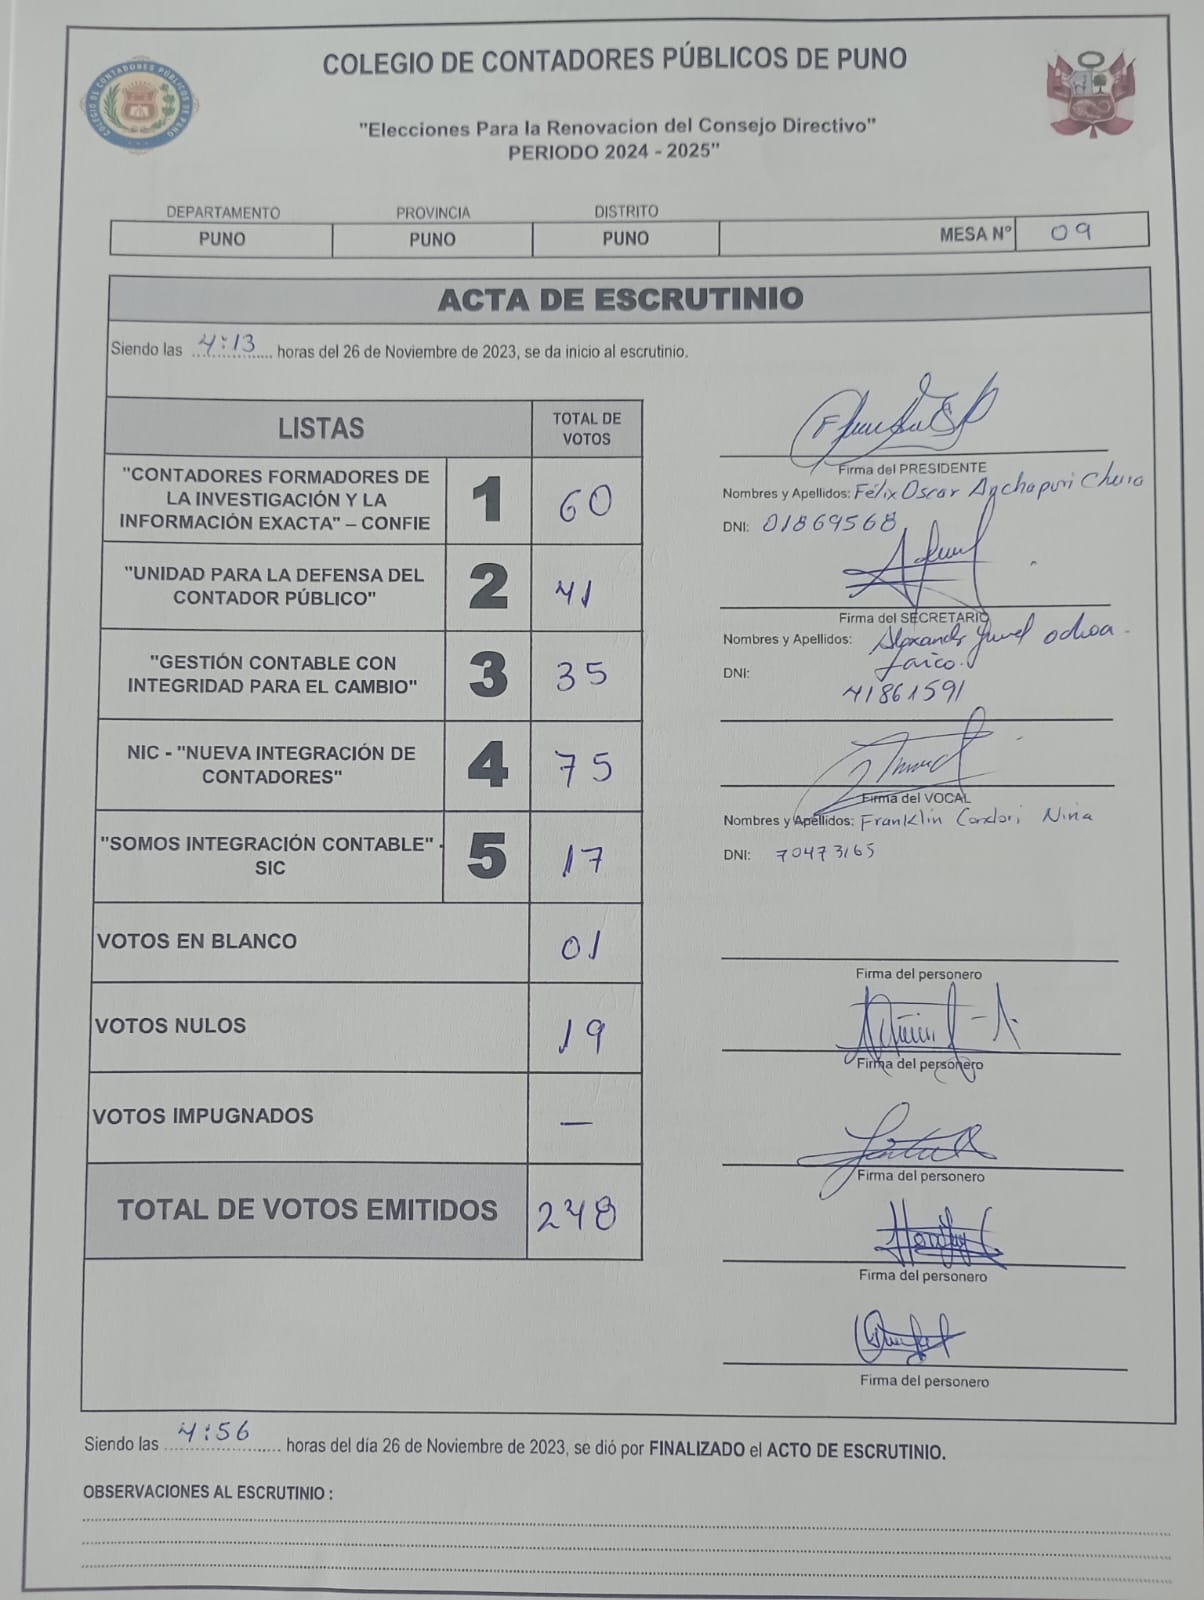 COLEGIO DE CONTADORES PÚBLICOS DE PUNO
COLEGIO DE CONTADORES PÚBLICOS DE PUNO
"Elecciones Para la Renovacion del Consejo Directivo"
PERIODO 2024 - 2025"
DEPARTAMENTO PROVINCIA DISTRITO
PUNO PUNO PUNO MESA N° 09
ACTA DE ESCRUTINIO
Siendo las 4:13 horas del 26 de Noviembre de 2023, se da inicio al escrutinio.
LISTAS TOTAL DE VOTOS
"CONTADORES FORMADORES DE
LA INVESTIGACIÓN Y LA
INFORMACIÓN EXACTA" – CONFIE 1 60
"UNIDAD PARA LA DEFENSA DEL
CONTADOR PÚBLICO" 2 41
"GESTIÓN CONTABLE CON
INTEGRIDAD PARA EL CAMBIO" 3 35
NIC - "NUEVA INTEGRACIÓN DE
CONTADORES" 4 75
"SOMOS INTEGRACIÓN CONTABLE" -
SIC 5 17
VOTOS EN BLANCO 01
VOTOS NULOS 19
VOTOS IMPUGNADOS —
TOTAL DE VOTOS EMITIDOS 248
Firma del PRESIDENTE
Nombres y Apellidos: Félix Oscar Anchapuri Chura
DNI: 01869568
Firma del SECRETARIO
Nombres y Apellidos: Ochoa
DNI:
41861591
Firma del VOCAL
Nombres y Apellidos: Franklin Condori Nina
DNI: 70473165
Firma del personero
Firma del personero
Firma del personero
Firma del personero
Firma del personero
Siendo las 4:56 horas del día 26 de Noviembre de 2023, se dió por FINALIZADO el ACTO DE ESCRUTINIO.
OBSERVACIONES AL ESCRUTINIO :